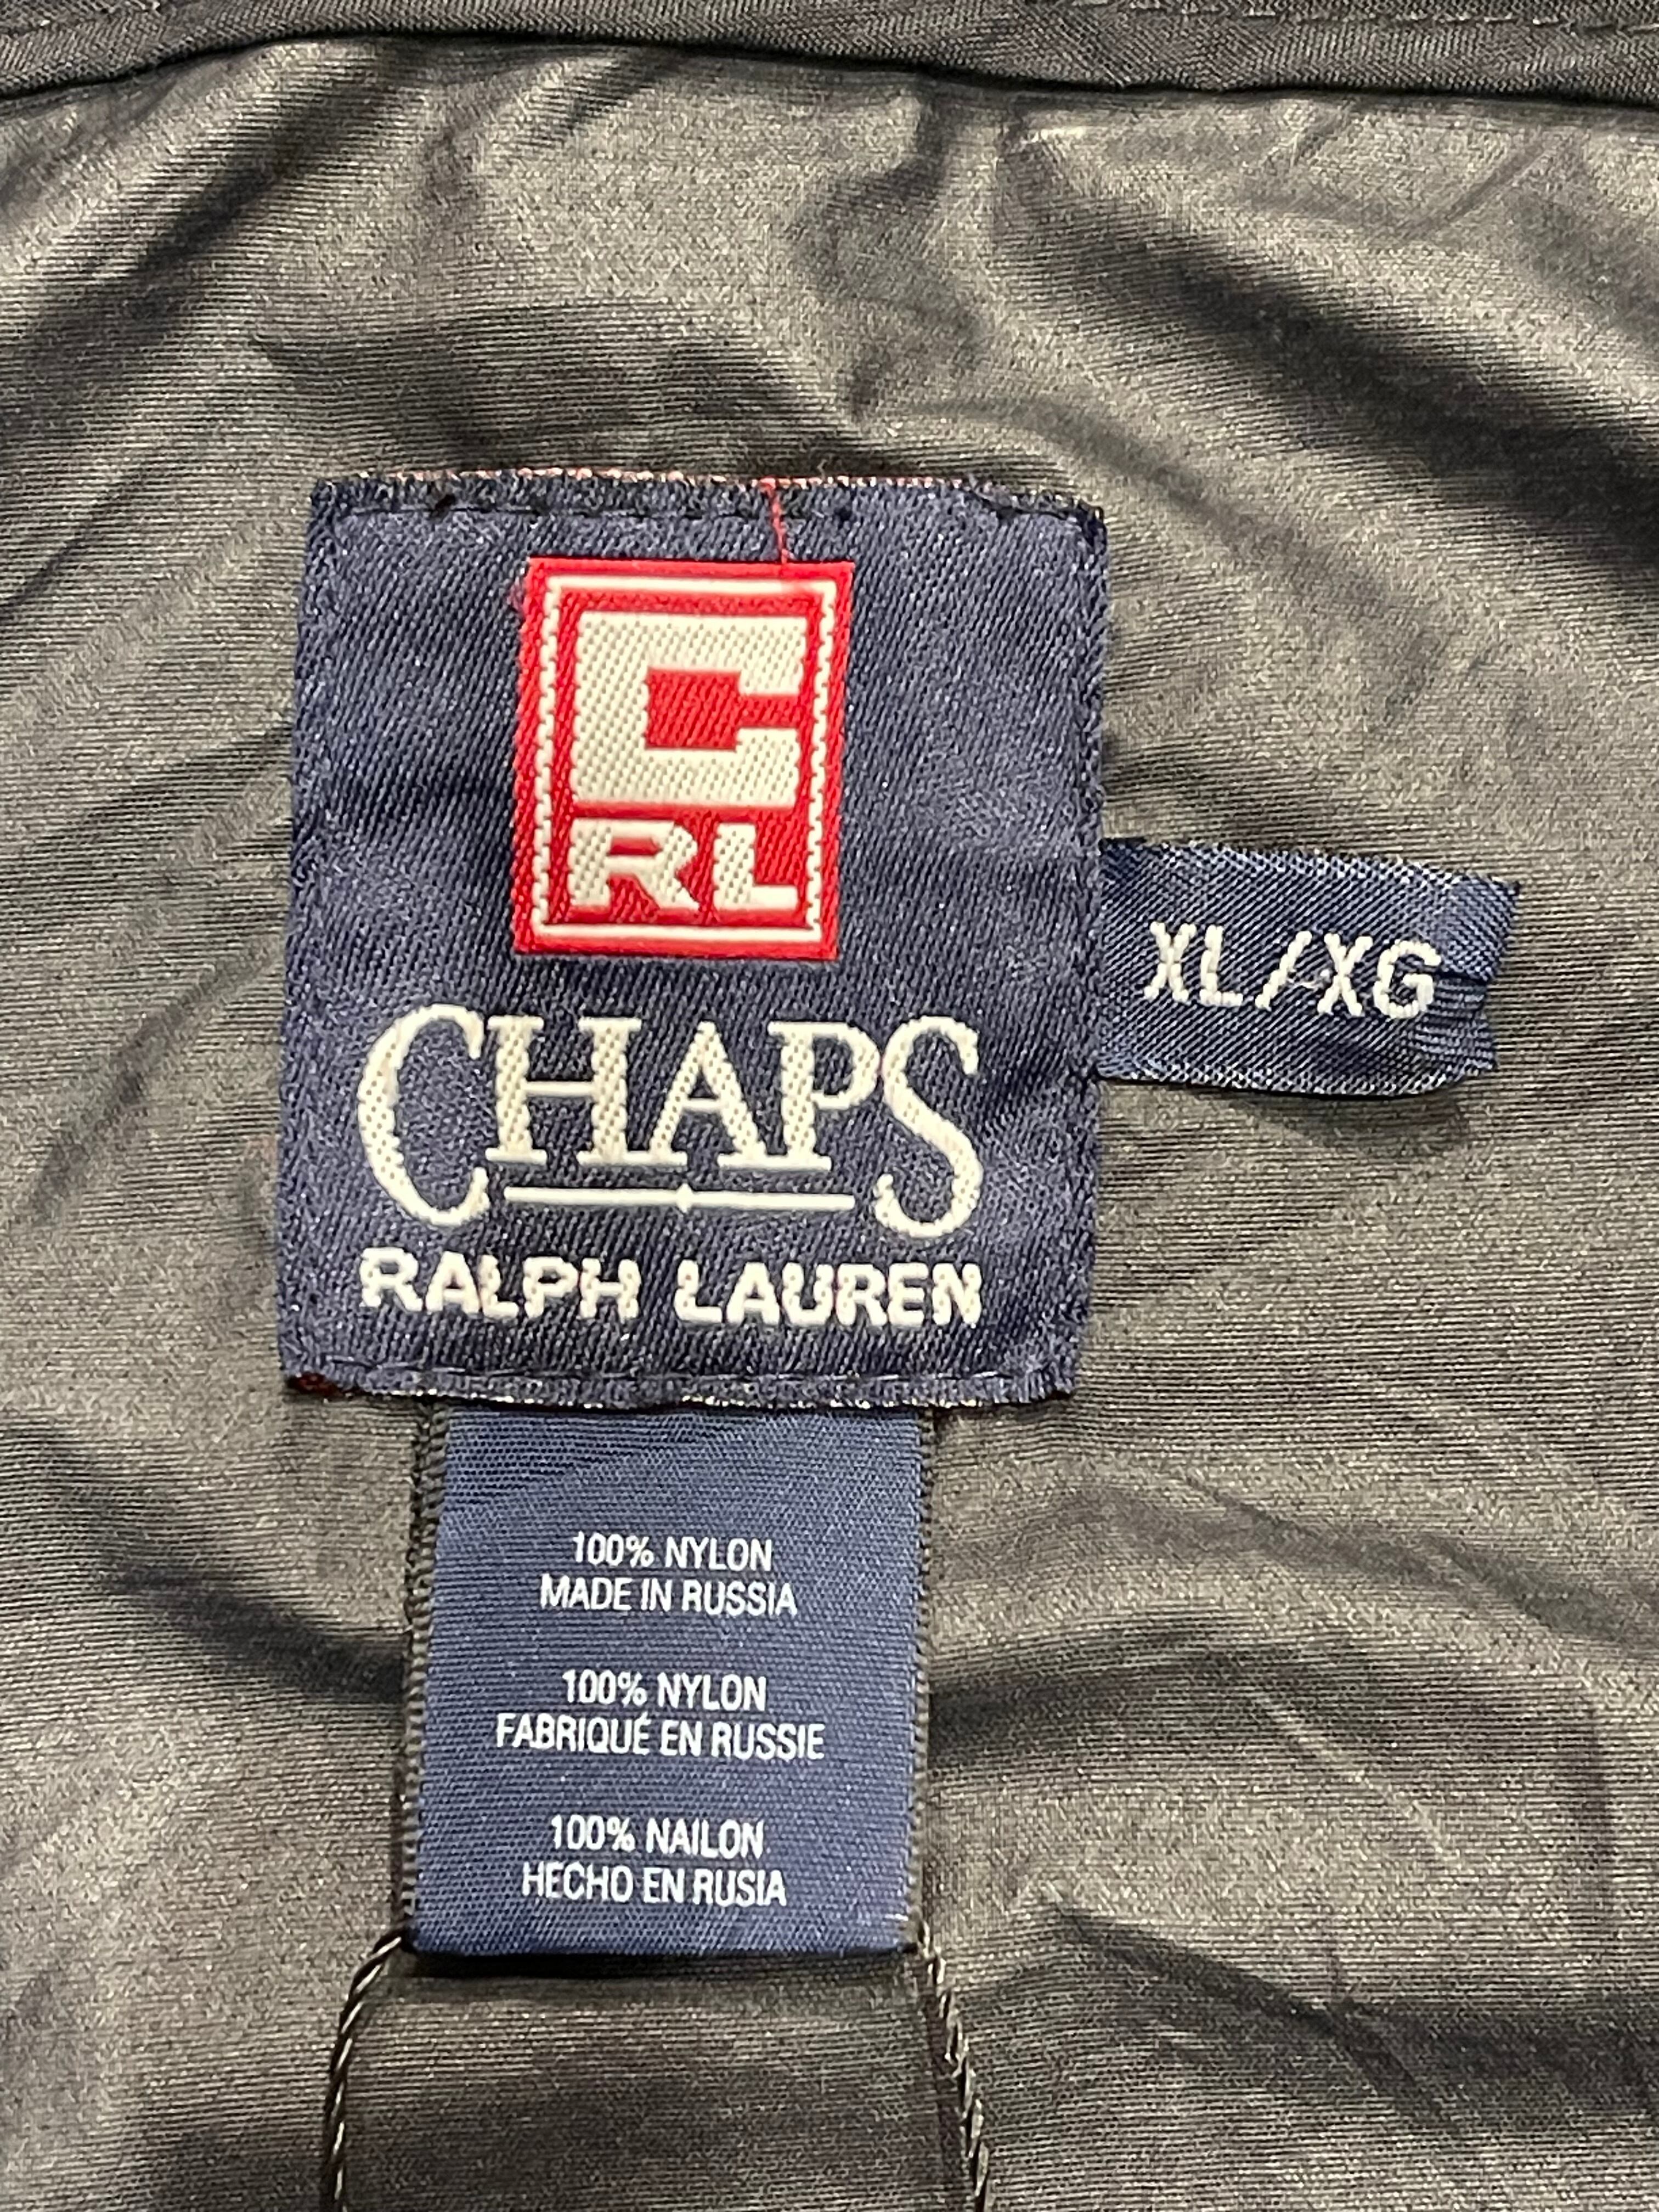 C
RL
CHAPS
RALPH LAUREN
XL/XG
100% NYLON
MADE IN RUSSIA
100% NYLON
FABRIQUÉ EN RUSSIE
100% NAILON
HECHO EN RUSIA